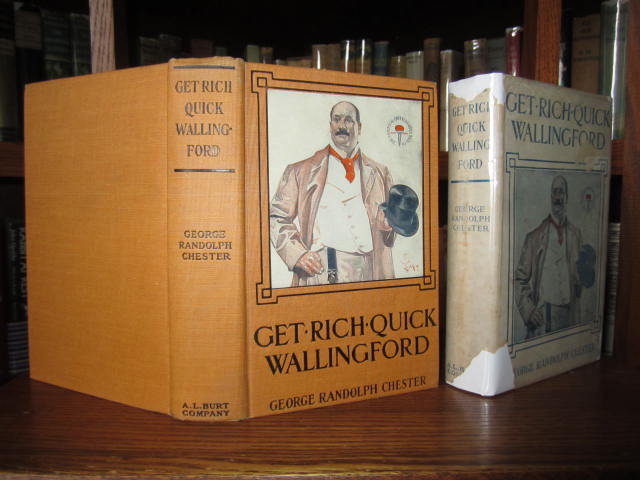 GET·RICH
QUICK
WALLING-
FORD
GEORGE
RANDOLPH
CHESTER
A.L. BURT
COMPANY
GET·RICH·QUICK
WALLINGFORD
GEORGE RANDOLPH CHESTER
GET·RICH
QUICK
WALLING
FORD
GEORGE
RANDOLPH
CHESTER
GET·RICH·QUICK
WALLINGFORD
GEORGE RANDOLPH CHESTER